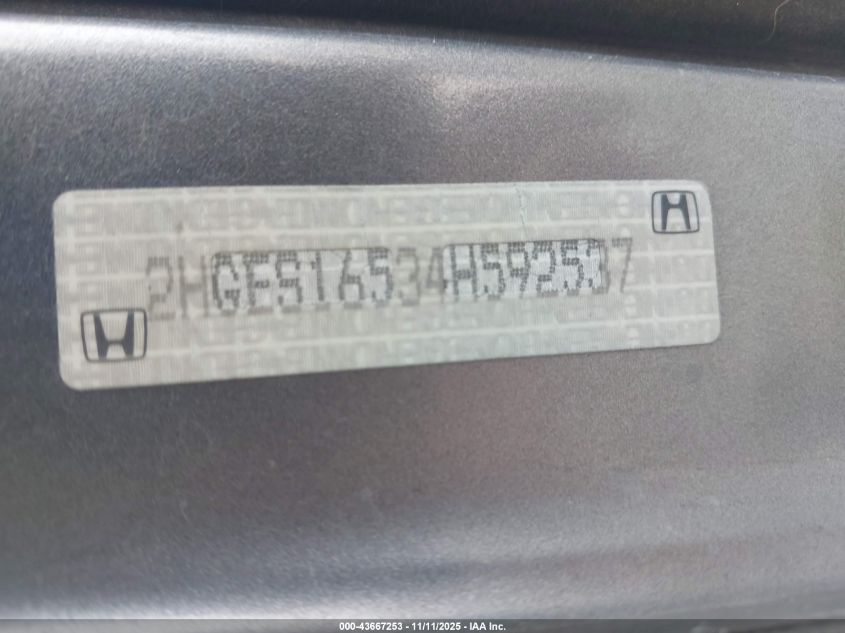 2HGES16534H592537
000-43667253 - 11/11/2025 - IAA Inc.